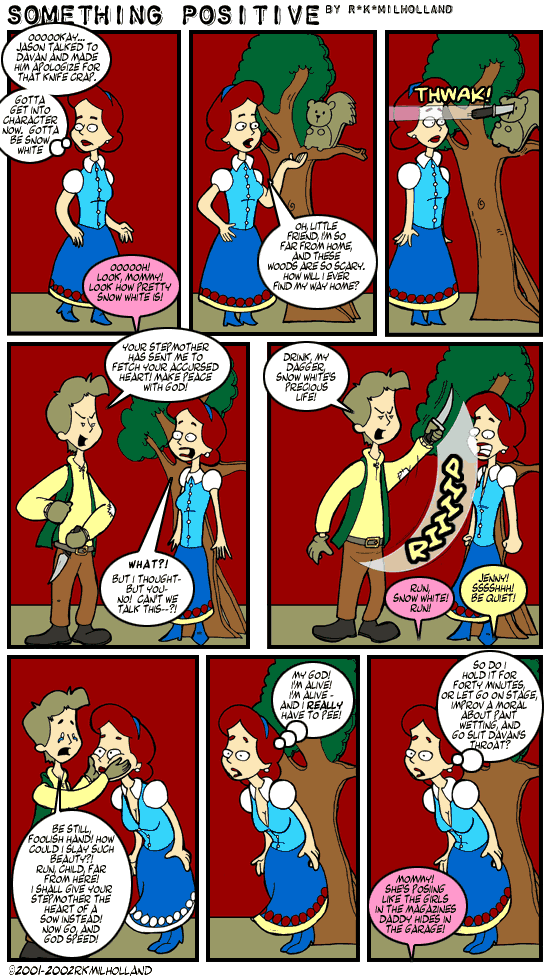 SOMETHING POSITIVE BY R*K*MILHOLLAND
OOOOOKAY...
JASON TALKED TO
DAVAN AND MADE
HIM APOLOGIZE FOR
THAT KNIFE CRAP.
GOTTA
GET INTO
CHARACTER
NOW. GOTTA
BE SNOW
WHITE
OOOOOH!
LOOK, MOMMY!
LOOK HOW PRETTY
SNOW WHITE IS!
OH, LITTLE
FRIEND, I'M SO
FAR FROM HOME,
AND THESE
WOODS ARE SO SCARY.
HOW WILL I EVER
FIND MY WAY HOME?
THWAK!
YOUR STEPMOTHER
HAS SENT ME TO
FETCH YOUR ACCURSED
HEART! MAKE PEACE
WITH GOD!
WHAT?!
BUT I THOUGHT-
BUT YOU-
NO! CAN'T WE
TALK THIS--?!
DRINK, MY
DAGGER,
SNOW WHITE'S
PRECIOUS
LIFE!
RIIIIP
RUN,
SNOW WHITE!
RUN!
JENNY!
SSSSHHH!
BE QUIET!
BE STILL,
FOOLISH HAND! HOW
COULD I SLAY SUCH
BEAUTY?!
RUN, CHILD, FAR
FROM HERE!
I SHALL GIVE YOUR
STEPMOTHER THE
HEART OF A
SOW INSTEAD!
NOW GO, AND
GOD SPEED!
MY GOD!
I'M ALIVE!
I'M ALIVE -
AND I REALLY
HAVE TO PEE!
SO DO I
HOLD IT FOR
FORTY MINUTES,
OR LET GO ON STAGE,
IMPROV A MORAL
ABOUT PANT
WETTING, AND
GO SLIT DAVAN'S
THROAT?
MOMMY!
SHE'S POSIING
LIKE THE GIRLS
IN THE MAGAZINES
DADDY HIDES IN
THE GARAGE!
©2001-2002RKMILHOLLAND